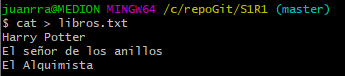 juanrra@MEDION MINGW64 /c/repoGit/S1R1 (master)
$ cat > libros.txt
Harry Potter
El señor de los anillos
El Alquimista